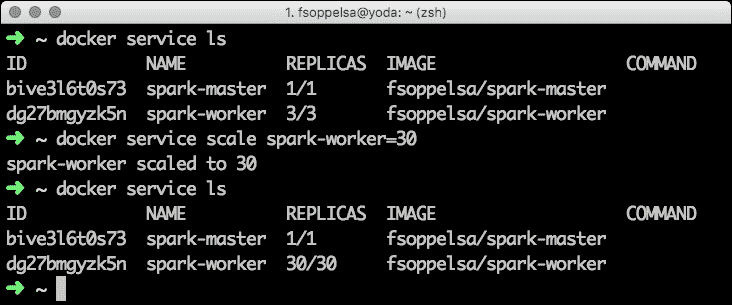 1. fsoppelsa@yoda: ~ (zsh)
➜ ~ docker service ls
ID NAME REPLICAS IMAGE COMMAND
bive3l6t0s73 spark-master 1/1 fsoppelsa/spark-master
dg27bmgyzk5n spark-worker 3/3 fsoppelsa/spark-worker
➜ ~ docker service scale spark-worker=30
spark-worker scaled to 30
➜ ~ docker service ls
ID NAME REPLICAS IMAGE COMMAND
bive3l6t0s73 spark-master 1/1 fsoppelsa/spark-master
dg27bmgyzk5n spark-worker 30/30 fsoppelsa/spark-worker
➜ ~